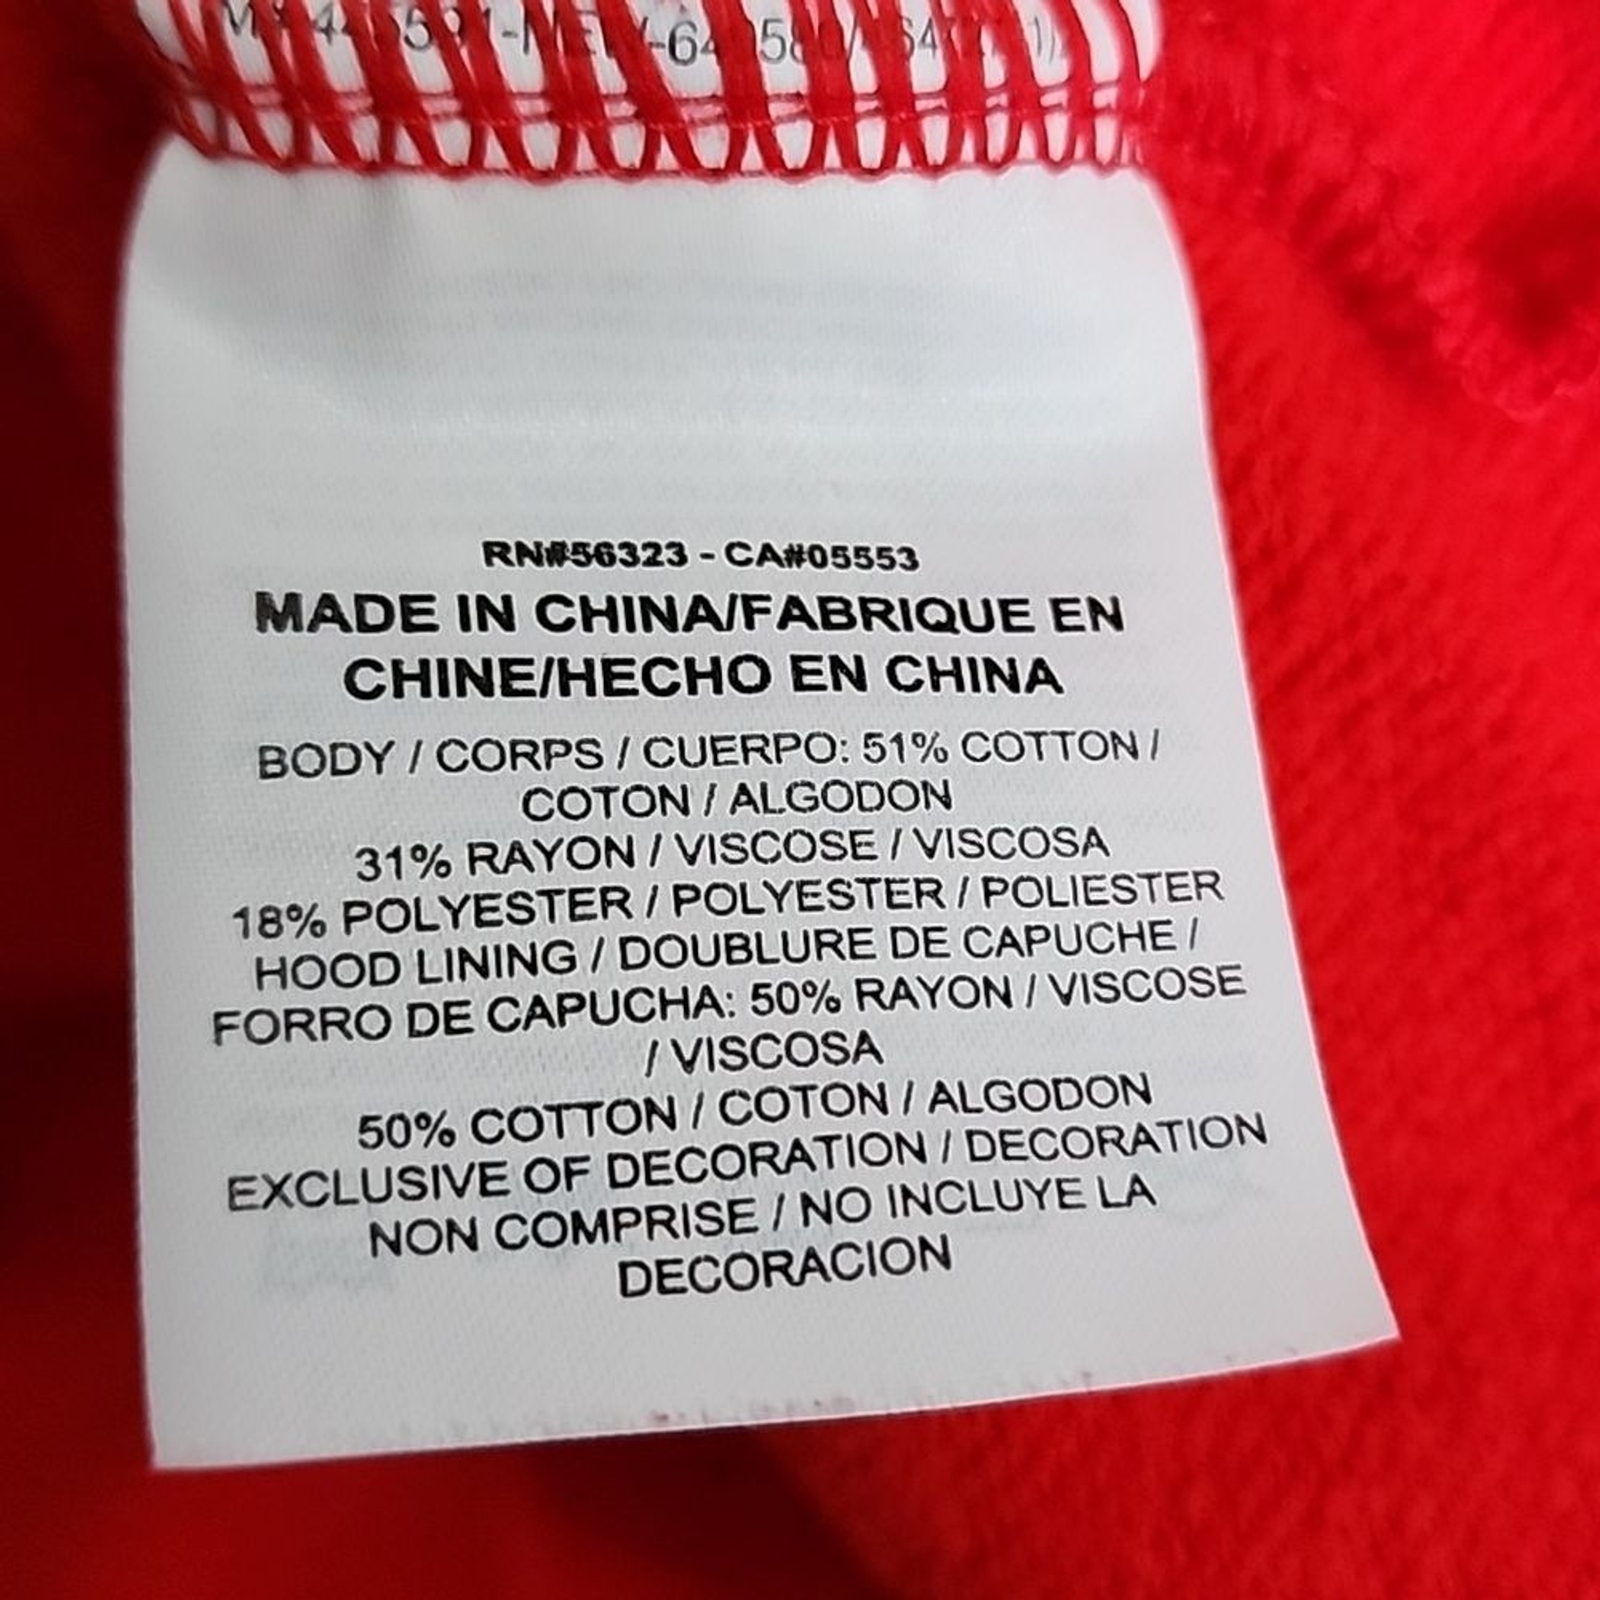 RN#56323 - CA#05553
MADE IN CHINA/FABRIQUE EN
CHINE/HECHO EN CHINA
BODY / CORPS / CUERPO: 51% COTTON /
COTON / ALGODON
31% RAYON / VISCOSE / VISCOSA
18% POLYESTER / POLYESTER / POLIESTER
HOOD LINING / DOUBLURE DE CAPUCHE /
FORRO DE CAPUCHA: 50% RAYON / VISCOSE
/ VISCOSA
50% COTTON / COTON / ALGODON
EXCLUSIVE OF DECORATION / DECORATION
NON COMPRISE / NO INCLUYE LA
DECORACION